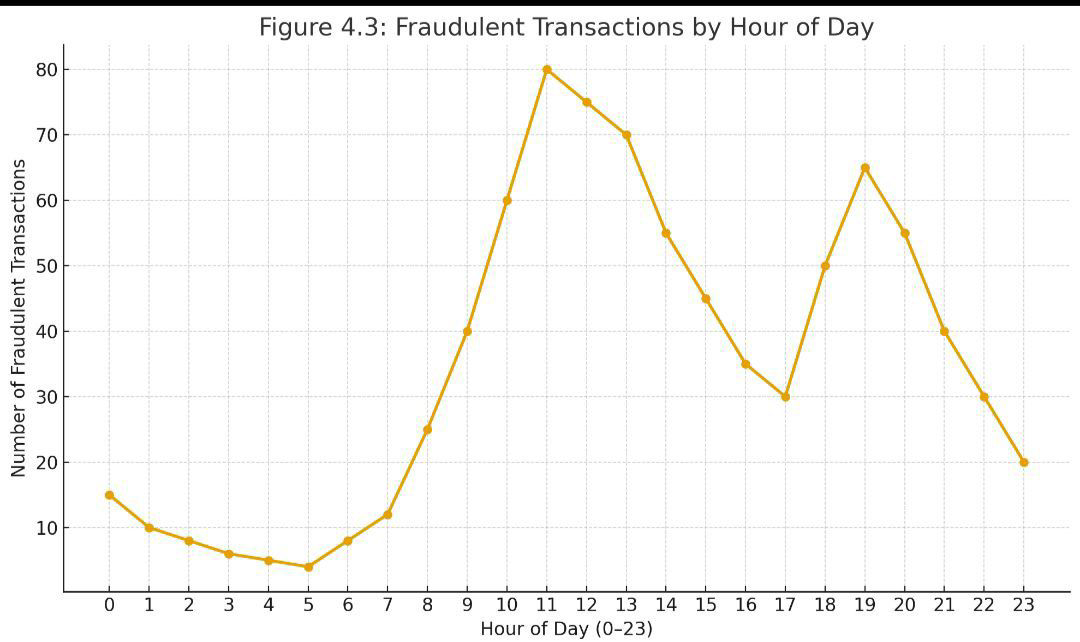 Figure 4.3: Fraudulent Transactions by Hour of Day
Number of Fraudulent Transactions
80
70
60
50
40
30
20
10
0 1 2 3 4 5 6 7 8 9 10 11 12 13 14 15 16 17 18 19 20 21 22 23
Hour of Day (0–23)